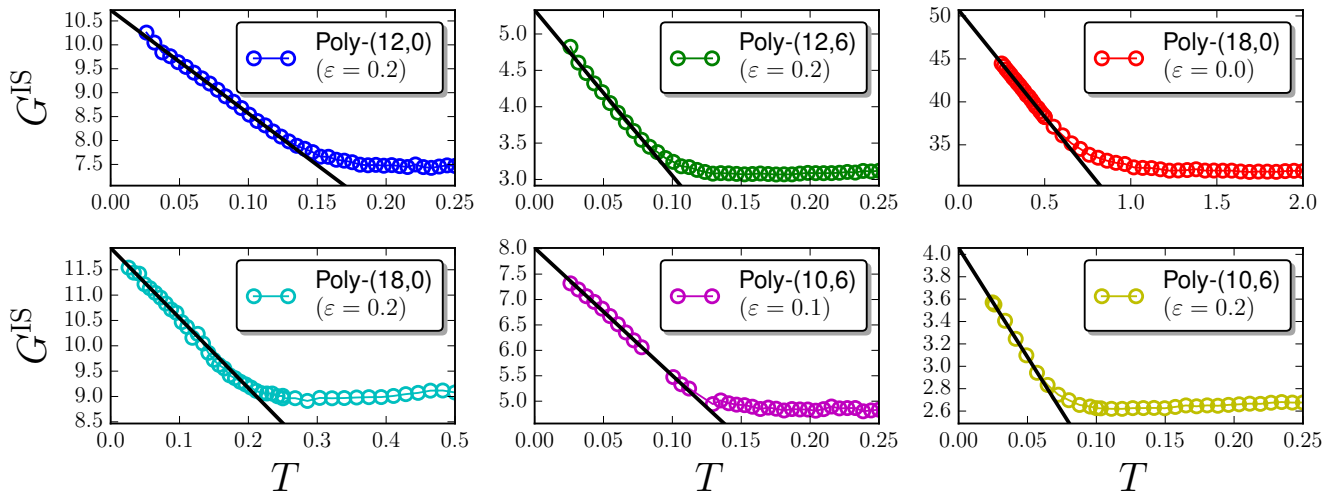 G^IS
10.5
10.0
9.5
9.0
8.5
8.0
7.5
0.00 0.05 0.10 0.15 0.20 0.25
Poly-(12,0)
(ε = 0.2)
5.0
4.5
4.0
3.5
3.0
0.00 0.05 0.10 0.15 0.20 0.25
Poly-(12,6)
(ε = 0.2)
50
45
40
35
0.0 0.5 1.0 1.5 2.0
Poly-(18,0)
(ε = 0.0)
G^IS
11.5
11.0
10.5
10.0
9.5
9.0
8.5
0.0 0.1 0.2 0.3 0.4 0.5
Poly-(18,0)
(ε = 0.2)
T
8.0
7.5
7.0
6.5
6.0
5.5
5.0
0.00 0.05 0.10 0.15 0.20 0.25
Poly-(10,6)
(ε = 0.1)
T
4.0
3.8
3.6
3.4
3.2
3.0
2.8
2.6
0.00 0.05 0.10 0.15 0.20 0.25
Poly-(10,6)
(ε = 0.2)
T